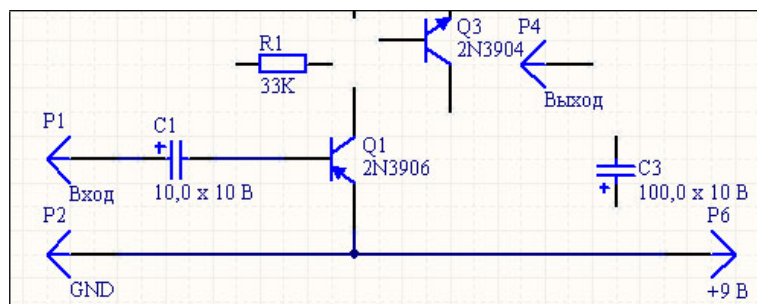 Q3
2N3904
P4
Выход
R1
33K
P1
Вход
C1
10,0 x 10 В
Q1
2N3906
C3
100,0 x 10 В
P2
GND
P6
+9 В